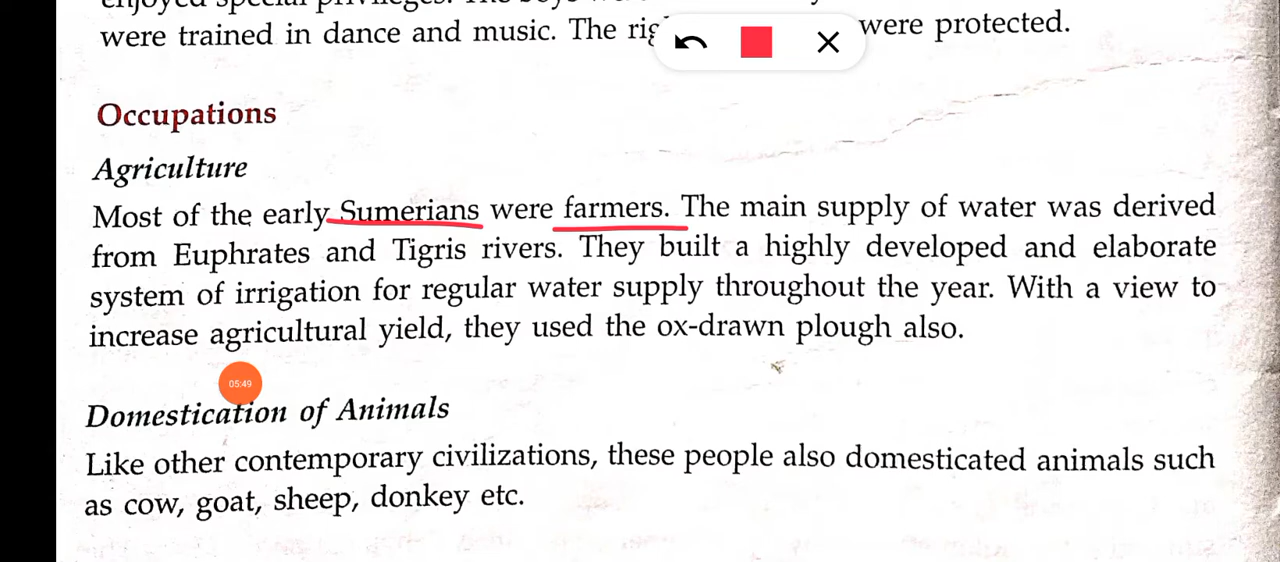 were trained in dance and music. The were protected.
Occupations
Agriculture
Most of the early Sumerians were farmers. The main supply of water was derived
from Euphrates and Tigris rivers. They built a highly developed and elaborate
system of irrigation for regular water supply throughout the year. With a view to
increase agricultural yield, they used the ox-drawn plough also.
05:49
Domestication of Animals
Like other contemporary civilizations, these people also domesticated animals such
as cow, goat, sheep, donkey etc.